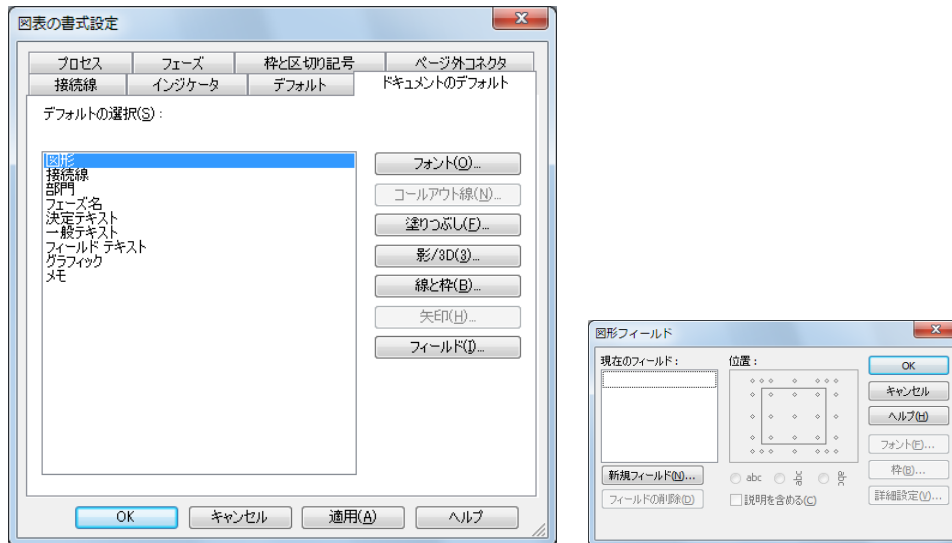 図表の書式設定
プロセス
フェーズ
枠と区切り記号
ページ外コネクタ
接続線
インジケータ
デフォルト
ドキュメントのデフォルト
デフォルトの選択(S):
図形
接続線
部門
フェーズ名
決定テキスト
一般テキスト
フィールド テキスト
グラフィック
メモ
フォント(O)...
コールアウト線(N)...
塗りつぶし(F)...
影/3D(3)...
線と枠(B)...
矢印(H)...
フィールド(I)...
OK
キャンセル
適用(A)
ヘルプ
図形フィールド
現在のフィールド:
位置:
OK
キャンセル
ヘルプ(H)
フォント(F)...
枠(B)...
詳細設定(V)...
新規フィールド(N)...
フィールドの削除(D)
abc
abc
abc
説明を含める(C)